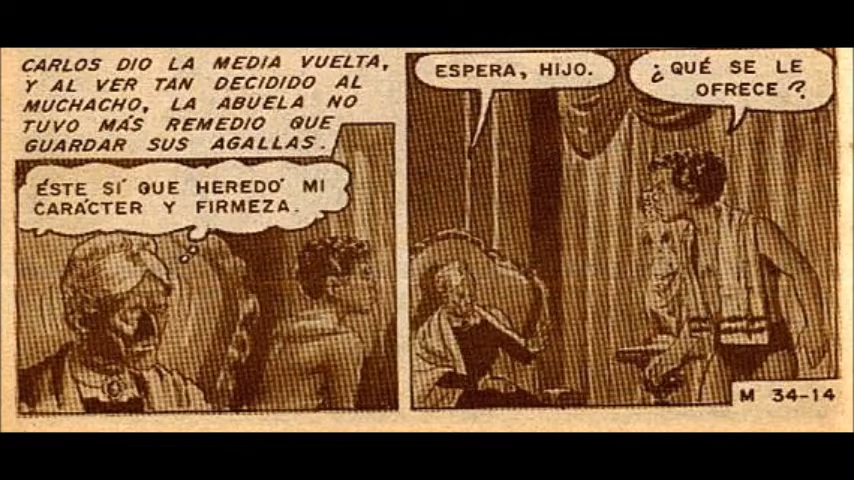 CARLOS DIO LA MEDIA VUELTA,
Y AL VER TAN DECIDIDO AL
MUCHACHO, LA ABUELA NO
TUVO MÁS REMEDIO QUE
GUARDAR SUS AGALLAS.
ÉSTE SÍ QUE HEREDÓ MI
CARÁCTER Y FIRMEZA.
ESPERA, HIJO.
¿QUÉ SE LE
OFRECE?
M 34-14